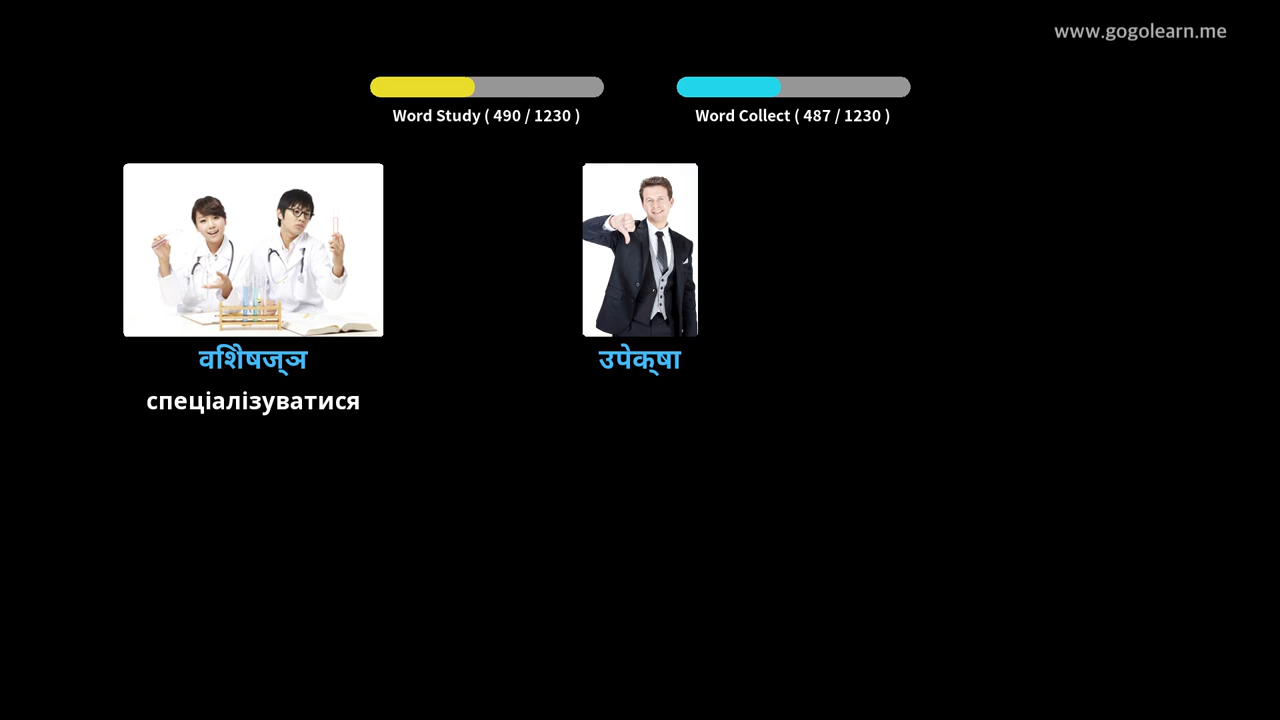 www.gogolearn.me
Word Study ( 490 / 1230 )
Word Collect ( 487 / 1230 )
विशेषज्ञ
उपेक्षा
спеціалізуватися